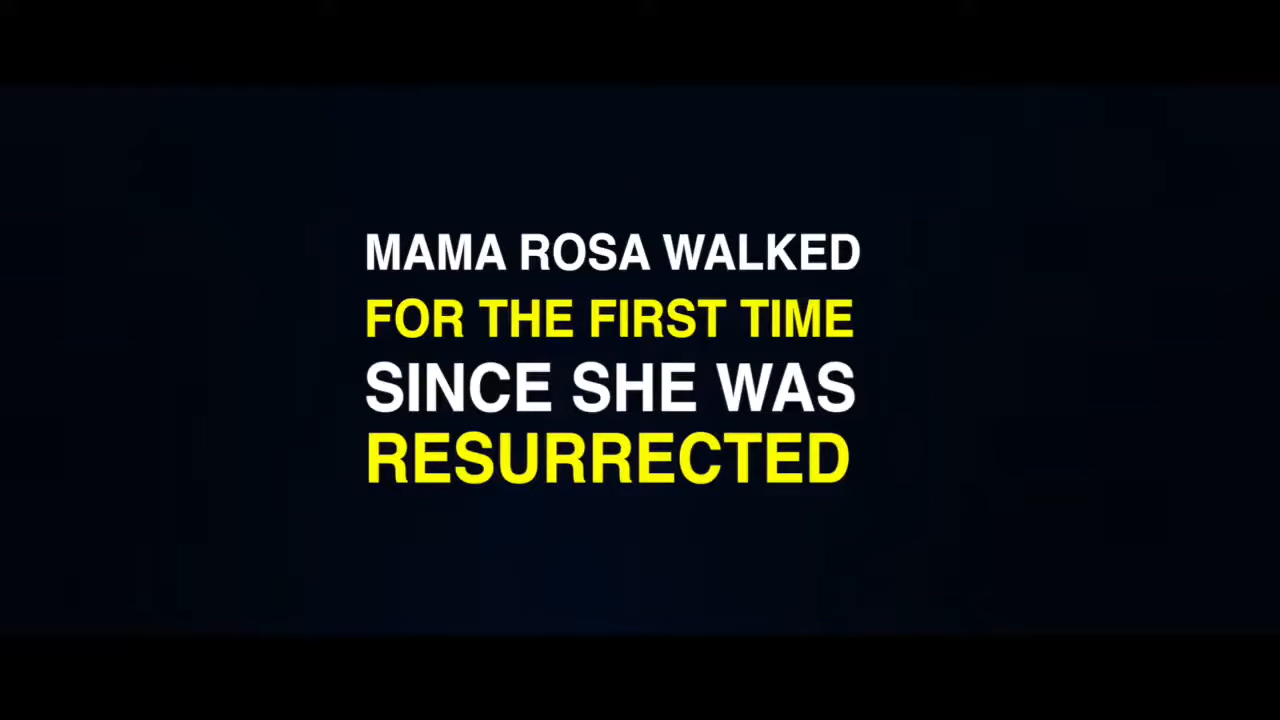 MAMA ROSA WALKED
FOR THE FIRST TIME
SINCE SHE WAS
RESURRECTED